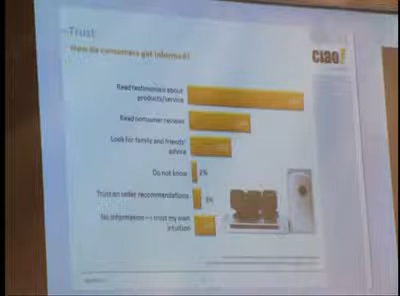 Trust
How do consumers get informed?
ciao!
Read testimonials about
products/service
Read consumer reviews
Look for family and friends'
advice
Do not know
2%
Trust on seller recommendations
No information – I trust my own
intuition